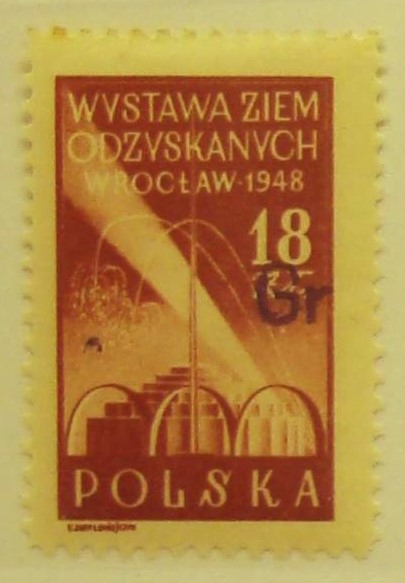 WYSTAWA ZIEM
ODZYSKANYCH
WROCŁAW·1948
18
Gr
POLSKA